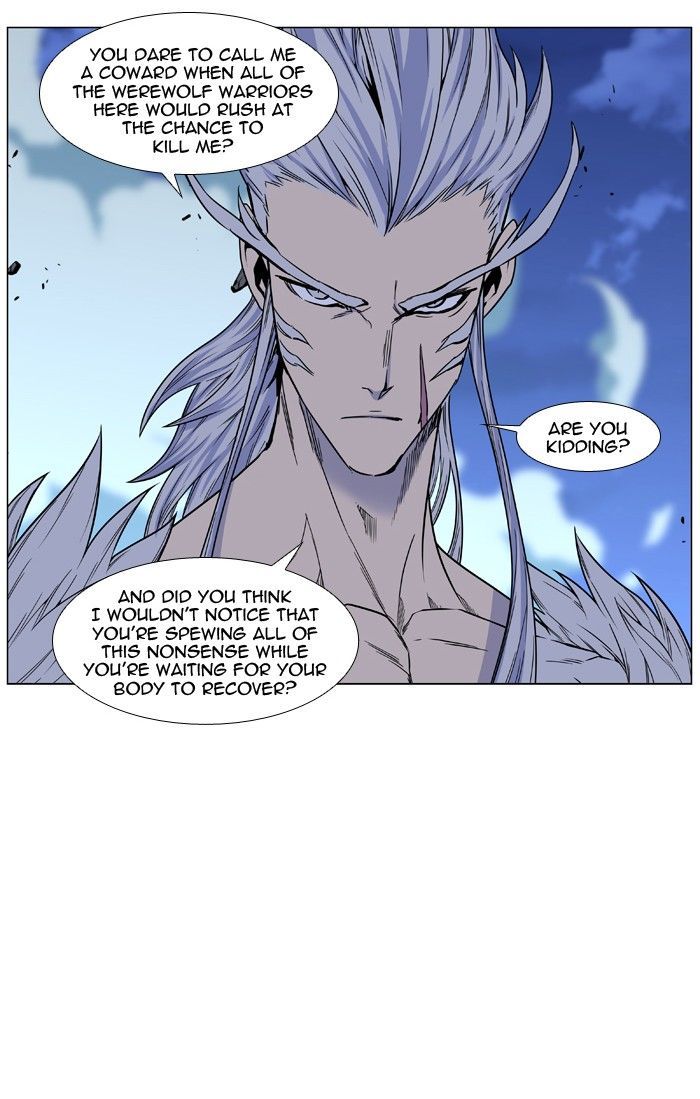 YOU DARE TO CALL ME
A COWARD WHEN ALL OF
THE WEREWOLF WARRIORS
HERE WOULD RUSH AT
THE CHANCE TO
KILL ME?
ARE YOU
KIDDING?
AND DID YOU THINK
I WOULDN'T NOTICE THAT
YOU'RE SPEWING ALL OF
THIS NONSENSE WHILE
YOU'RE WAITING FOR YOUR
BODY TO RECOVER?